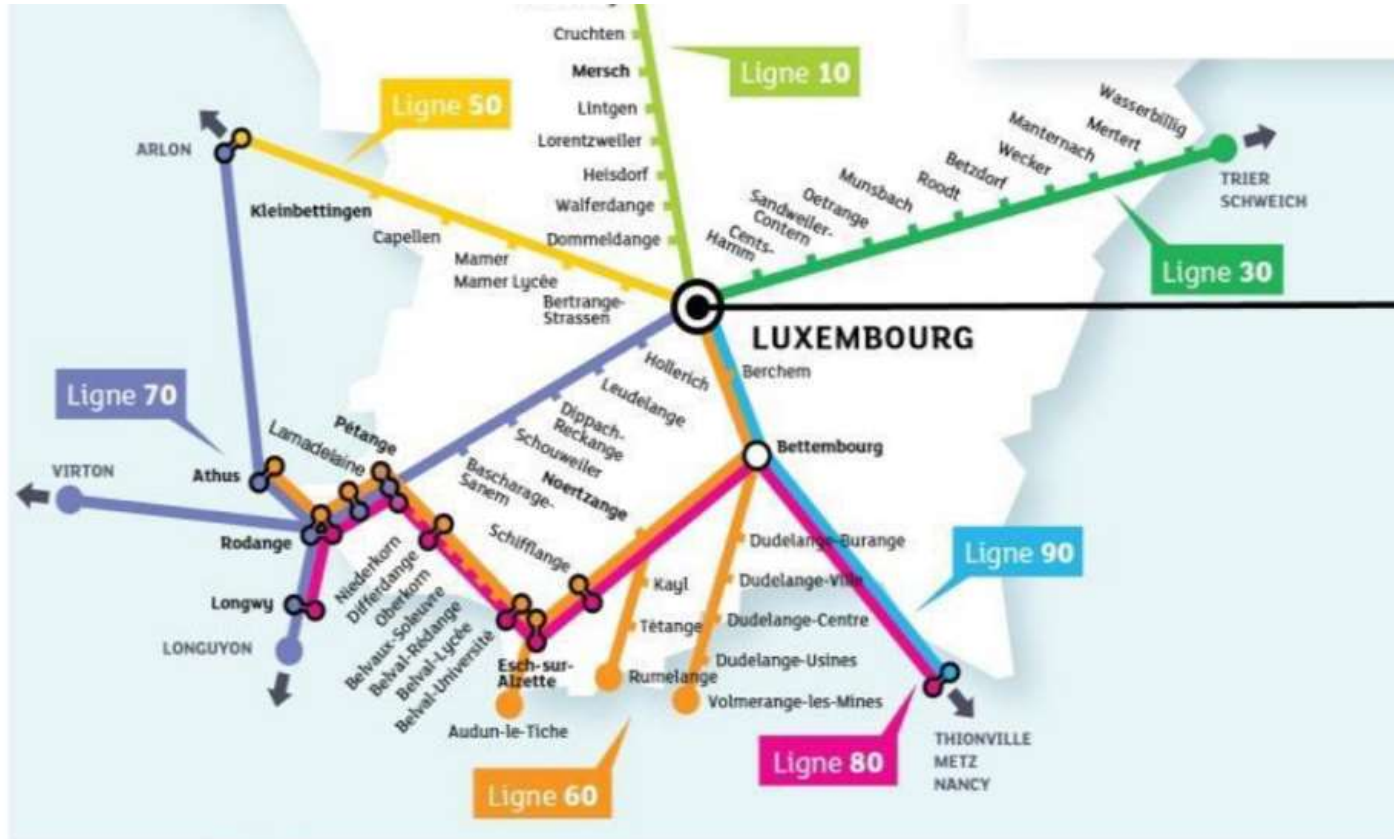 Cruchten
Mersch
Lintgen
Lorentzweiler
Heisdorf
Walferdange
Dommeldange
Ligne 10
Ligne 50
ARLON
Kleinbettingen
Capellen
Mamer
Mamer Lycée
Bertrange-
Strassen
Wasserbillig
Mertert
Manternach
Wecker
Betzdorf
Roodt
Munsbach
Oetrange
Sandweiler-
Contern
Cents-
Hamm
TRIER
SCHWEICH
Ligne 30
LUXEMBOURG
Berchem
Hollerich
Leudelange
Dippach-
Reckange
Schouweiler
Bascharage-
Sanem
Ligne 70
Pétange
Lamadelaine
Athus
VIRTON
Rodange
Longwy
LONGUYON
Niederkorn
Differdange
Oberkorn
Belvaux-Soleuvre
Belval-Rédange
Belval-Lycée
Belval-Université
Esch-sur-
Alzette
Audun-le-Tiche
Schifflange
Noertzange
Bettembourg
Kayl
Tétange
Rumelange
Dudelange-Burange
Dudelange-Ville
Dudelange-Centre
Dudelange-Usines
Volmerange-les-Mines
Ligne 90
Ligne 80
Ligne 60
THIONVILLE
METZ
NANCY